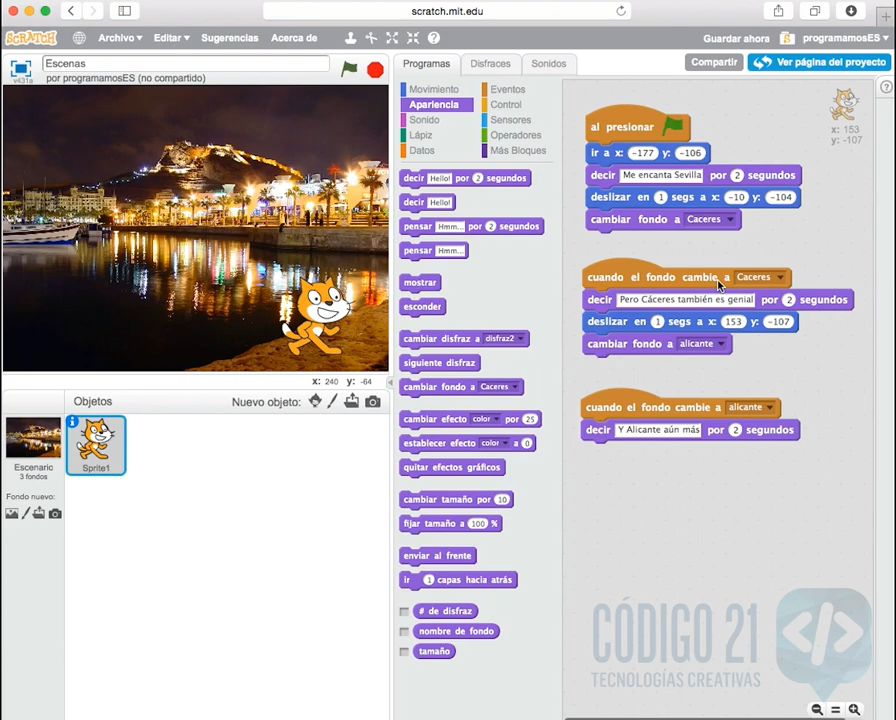 scratch.mit.edu
SCRATCH
Archivo
Editar
Sugerencias
Acerca de
Guardar ahora
programamosES
v431a
Escenas
por programamosES (no compartido)
Programas
Disfraces
Sonidos
Compartir
Ver página del proyecto
Movimiento
Apariencia
Sonido
Lápiz
Datos
Eventos
Control
Sensores
Operadores
Más Bloques
decir Hello! por 2 segundos
decir Hello!
pensar Hmm... por 2 segundos
pensar Hmm...
mostrar
esconder
cambiar disfraz a disfraz2
siguiente disfraz
cambiar fondo a Caceres
cambiar efecto color por 25
establecer efecto color a 0
quitar efectos gráficos
cambiar tamaño por 10
fijar tamaño a 100 %
enviar al frente
ir 1 capas hacia atrás
# de disfraz
nombre de fondo
tamaño
x: 153
y: -107
al presionar
ir a x: -177 y: -106
decir Me encanta Sevilla por 2 segundos
deslizar en 1 segs a x: -10 y: -104
cambiar fondo a Caceres
cuando el fondo cambie a Caceres
decir Pero Cáceres también es genial por 2 segundos
deslizar en 1 segs a x: 153 y: -107
cambiar fondo a alicante
cuando el fondo cambie a alicante
decir Y Alicante aún más por 2 segundos
x: 240 y: -64
Objetos
Nuevo objeto:
Escenario
3 fondos
Fondo nuevo:
Sprite1
CÓDIGO 21
TECNOLOGÍAS CREATIVAS